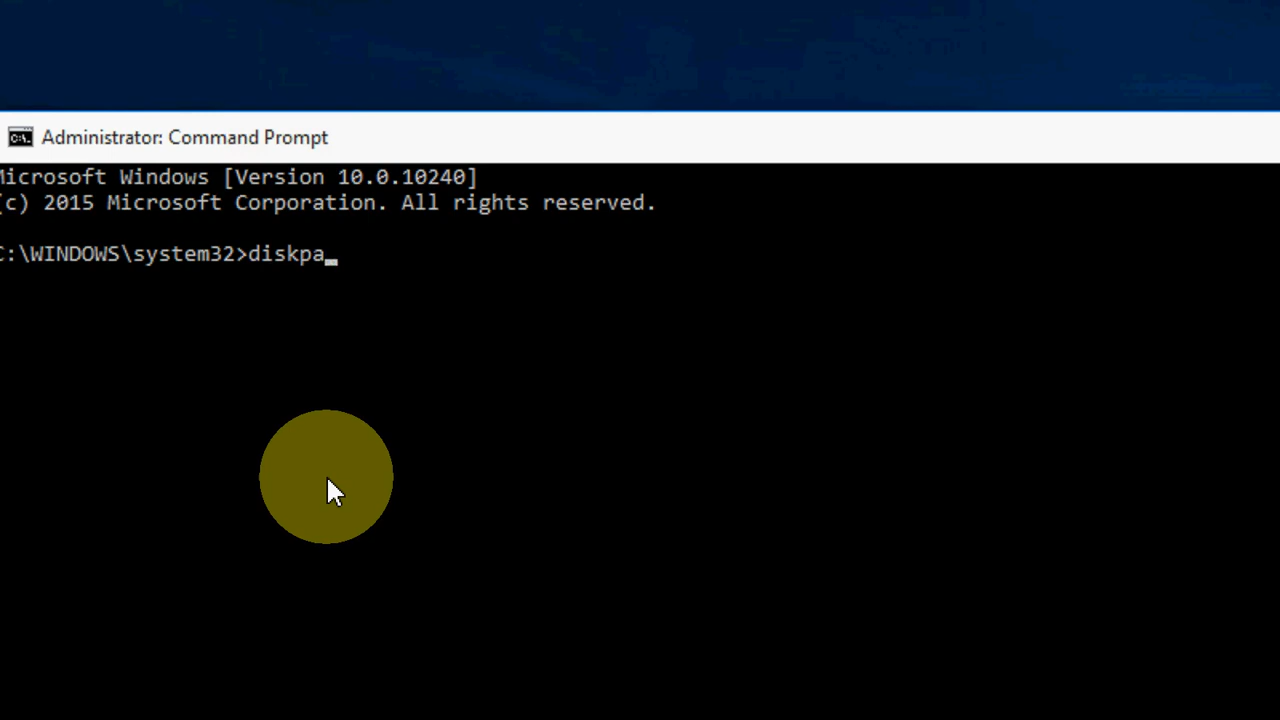 Administrator: Command Prompt
Microsoft Windows [Version 10.0.10240]
(c) 2015 Microsoft Corporation. All rights reserved.
C:\WINDOWS\system32>diskpa